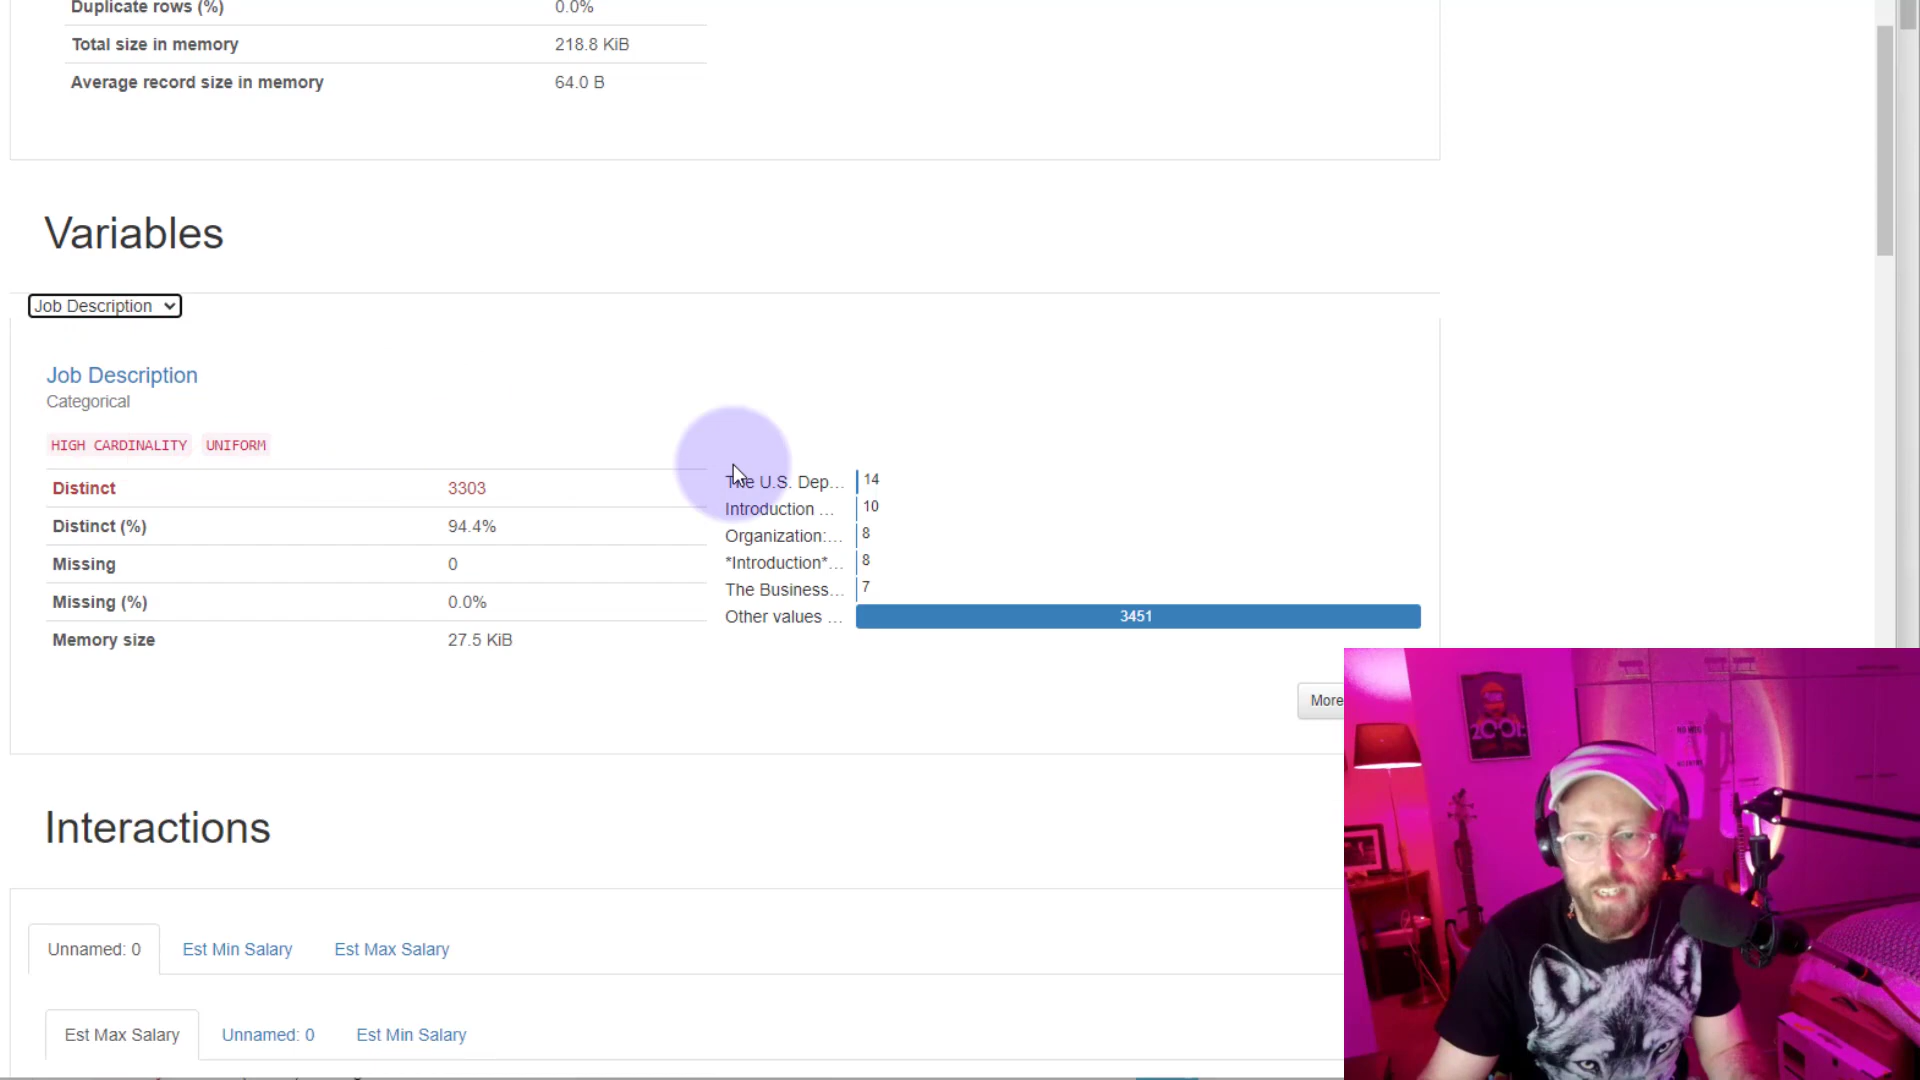 Duplicate rows (%) 0.0%
Total size in memory 218.8 KiB
Average record size in memory 64.0 B
Variables
Job Description
Job Description
Categorical
HIGH CARDINALITY UNIFORM
Distinct 3303
Distinct (%) 94.4%
Missing 0
Missing (%) 0.0%
Memory size 27.5 KiB
The U.S. Dep... 14
Introduction ... 10
Organization:... 8
*Introduction*... 8
The Business... 7
Other values ... 3451
More
Interactions
Unnamed: 0 Est Min Salary Est Max Salary
Est Max Salary Unnamed: 0 Est Min Salary
2001: